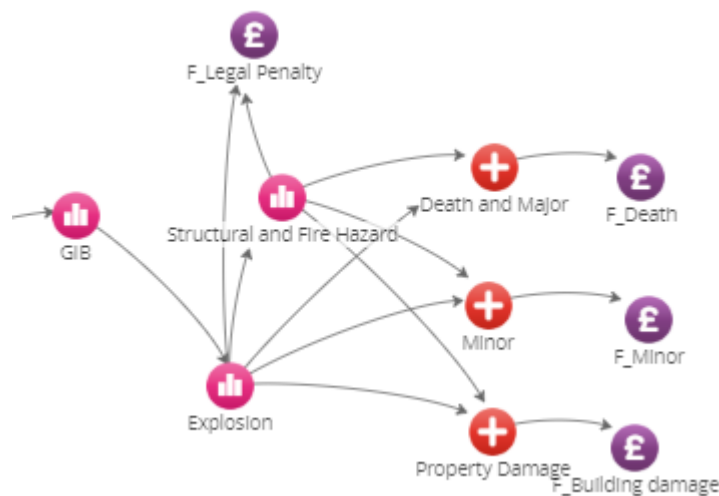 £
F_Legal Penalty
GIB
Structural and Fire Hazard
Death and Major
£
F_Death
Minor
£
F_Minor
Explosion
Property Damage
£
F_Building damage